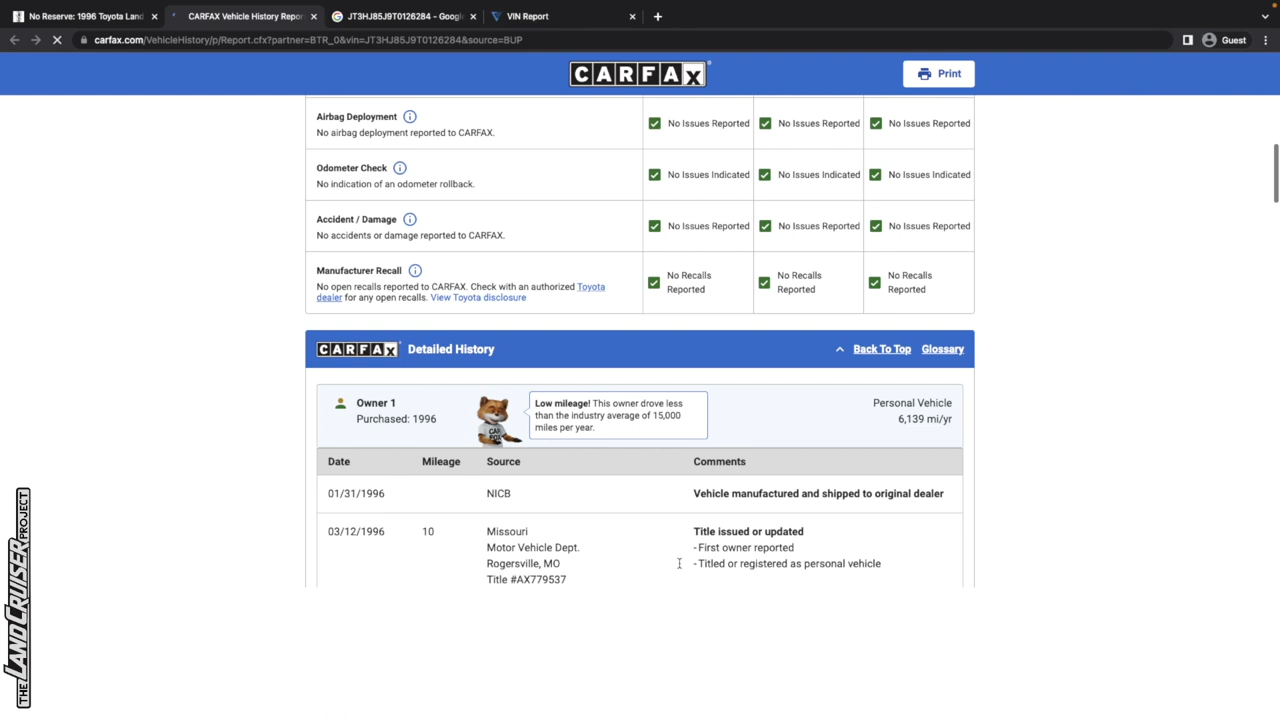 No Reserve: 1996 Toyota Land
CARFAX Vehicle History Repor
JT3HJ85J9T0126284 - Google
VIN Report
carfax.com/VehicleHistory/p/Report.cfx?partner=BTR_0&vin=JT3HJ85J9T0126284&source=BUP
Guest
CARFAX
Print
Airbag Deployment
No airbag deployment reported to CARFAX.
No Issues Reported
No Issues Reported
No Issues Reported
Odometer Check
No indication of an odometer rollback.
No Issues Indicated
No Issues Indicated
No Issues Indicated
Accident / Damage
No accidents or damage reported to CARFAX.
No Issues Reported
No Issues Reported
No Issues Reported
Manufacturer Recall
No open recalls reported to CARFAX. Check with an authorized Toyota
dealer for any open recalls. View Toyota disclosure
No Recalls
Reported
No Recalls
Reported
No Recalls
Reported
CARFAX Detailed History
Back To Top
Glossary
Owner 1
Purchased: 1996
CAR
FOX
Low mileage! This owner drove less
than the industry average of 15,000
miles per year.
Personal Vehicle
6,139 mi/yr
Date Mileage Source Comments
01/31/1996 NICB Vehicle manufactured and shipped to original dealer
03/12/1996 10 Missouri Title issued or updated
Motor Vehicle Dept. - First owner reported
Rogersville, MO - Titled or registered as personal vehicle
Title #AX779537
THE LAND CRUISER PROJECT